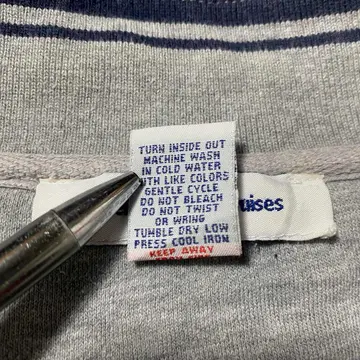 TURN INSIDE OUT
MACHINE WASH
IN COLD WATER
WITH LIKE COLORS
GENTLE CYCLE
DO NOT BLEACH
DO NOT TWIST
OR WRING
TUMBLE DRY LOW
PRESS COOL IRON
KEEP AWAY
uises